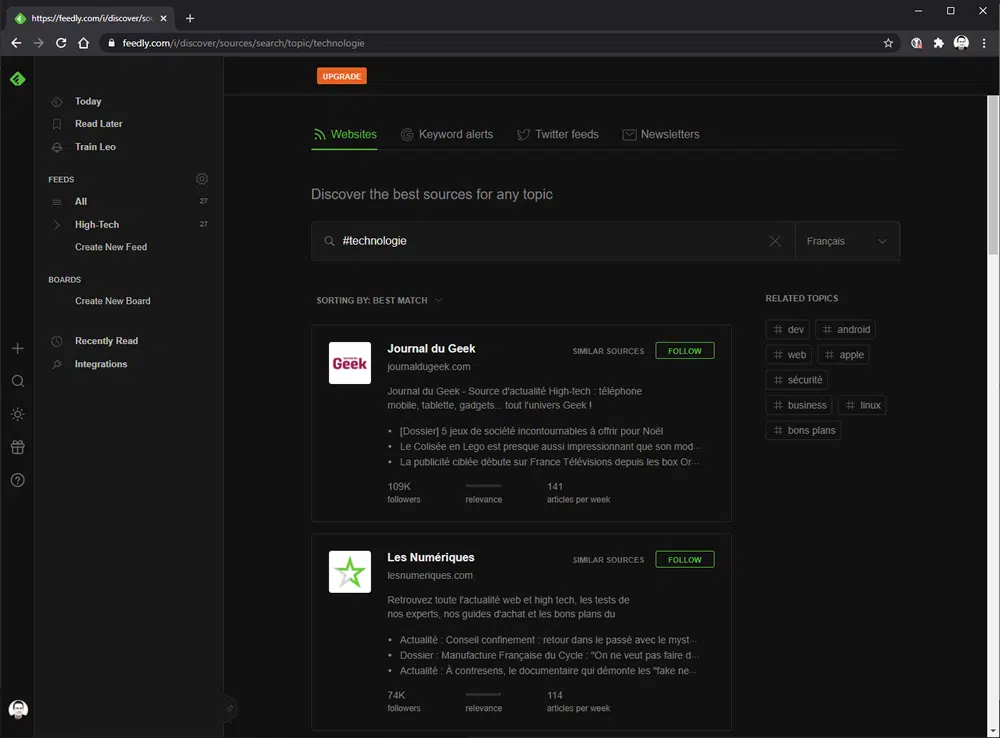 https://feedly.com/i/discover/sou
feedly.com/i/discover/sources/search/topic/technologie
UPGRADE
Today
Read Later
Train Leo
FEEDS
All 27
High-Tech 27
Create New Feed
BOARDS
Create New Board
Recently Read
Integrations
Websites Keyword alerts Twitter feeds Newsletters
Discover the best sources for any topic
#technologie Français
SORTING BY: BEST MATCH
Geek
Journal du Geek SIMILAR SOURCES FOLLOW
journaldugeek.com
Journal du Geek - Source d'actualité High-tech : téléphone
mobile, tablette, gadgets... tout l'univers Geek !
• [Dossier] 5 jeux de société incontournables à offrir pour Noël
• Le Colisée en Lego est presque aussi impressionnant que son mod···
• La publicité ciblée débute sur France Télévisions depuis les box Or···
109K 141
followers relevance articles per week
Les Numériques SIMILAR SOURCES FOLLOW
lesnumeriques.com
Retrouvez toute l'actualité web et high tech, les tests de
nos experts, nos guides d'achat et les bons plans du
• Actualité : Conseil confinement : retour dans le passé avec le myst···
• Dossier : Manufacture Française du Cycle : "On ne veut pas faire d···
• Actualité : À contresens, le documentaire qui démonte les "fake ne···
74K 114
followers relevance articles per week
RELATED TOPICS
# dev # android
# web # apple
# sécurité
# business # linux
# bons plans